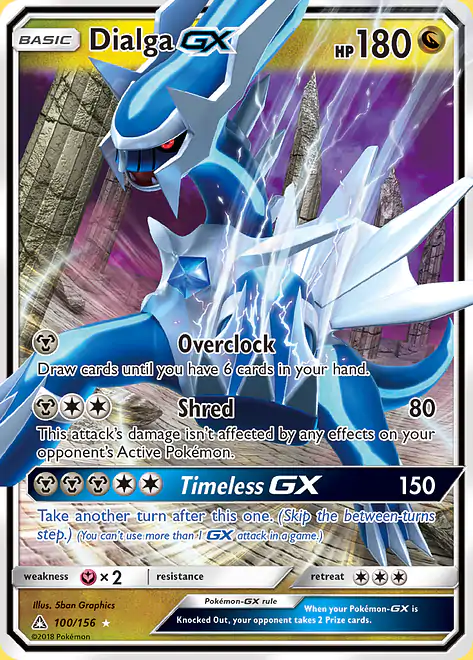 BASIC Dialga GX HP 180
Overclock
Draw cards until you have 6 cards in your hand.
Shred 80
This attack's damage isn't affected by any effects on your
opponent's Active Pokémon.
Timeless GX 150
Take another turn after this one. (Skip the between-turns
step.) (You can't use more than 1 GX attack in a game.)
weakness × 2 resistance retreat
Illus. 5ban Graphics
100/156
©2018 Pokémon
Pokémon-GX rule
When your Pokémon-GX is
Knocked Out, your opponent takes 2 Prize cards.